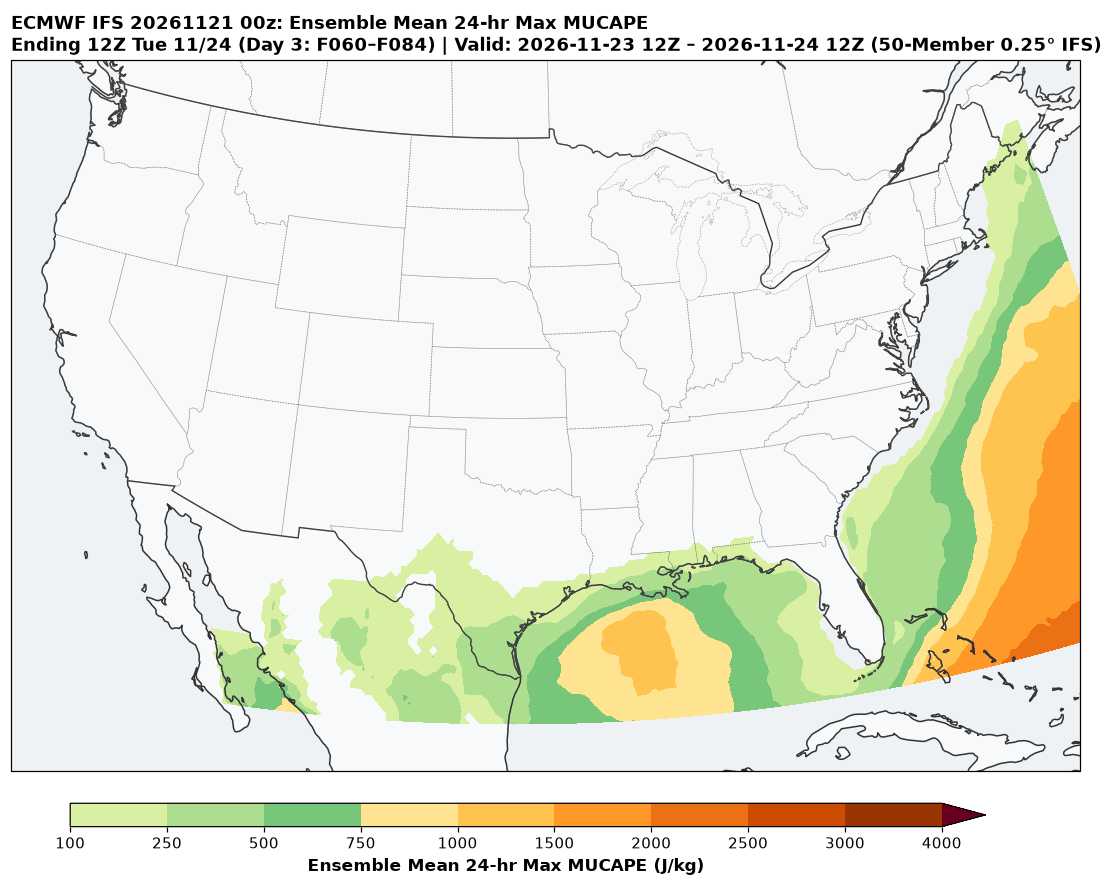 ECMWF IFS 20261121 00z: Ensemble Mean 24-hr Max MUCAPE
Ending 12Z Tue 11/24 (Day 3: F060–F084) | Valid: 2026-11-23 12Z – 2026-11-24 12Z (50-Member 0.25° IFS)
100 250 500 750 1000 1500 2000 2500 3000 4000
Ensemble Mean 24-hr Max MUCAPE (J/kg)